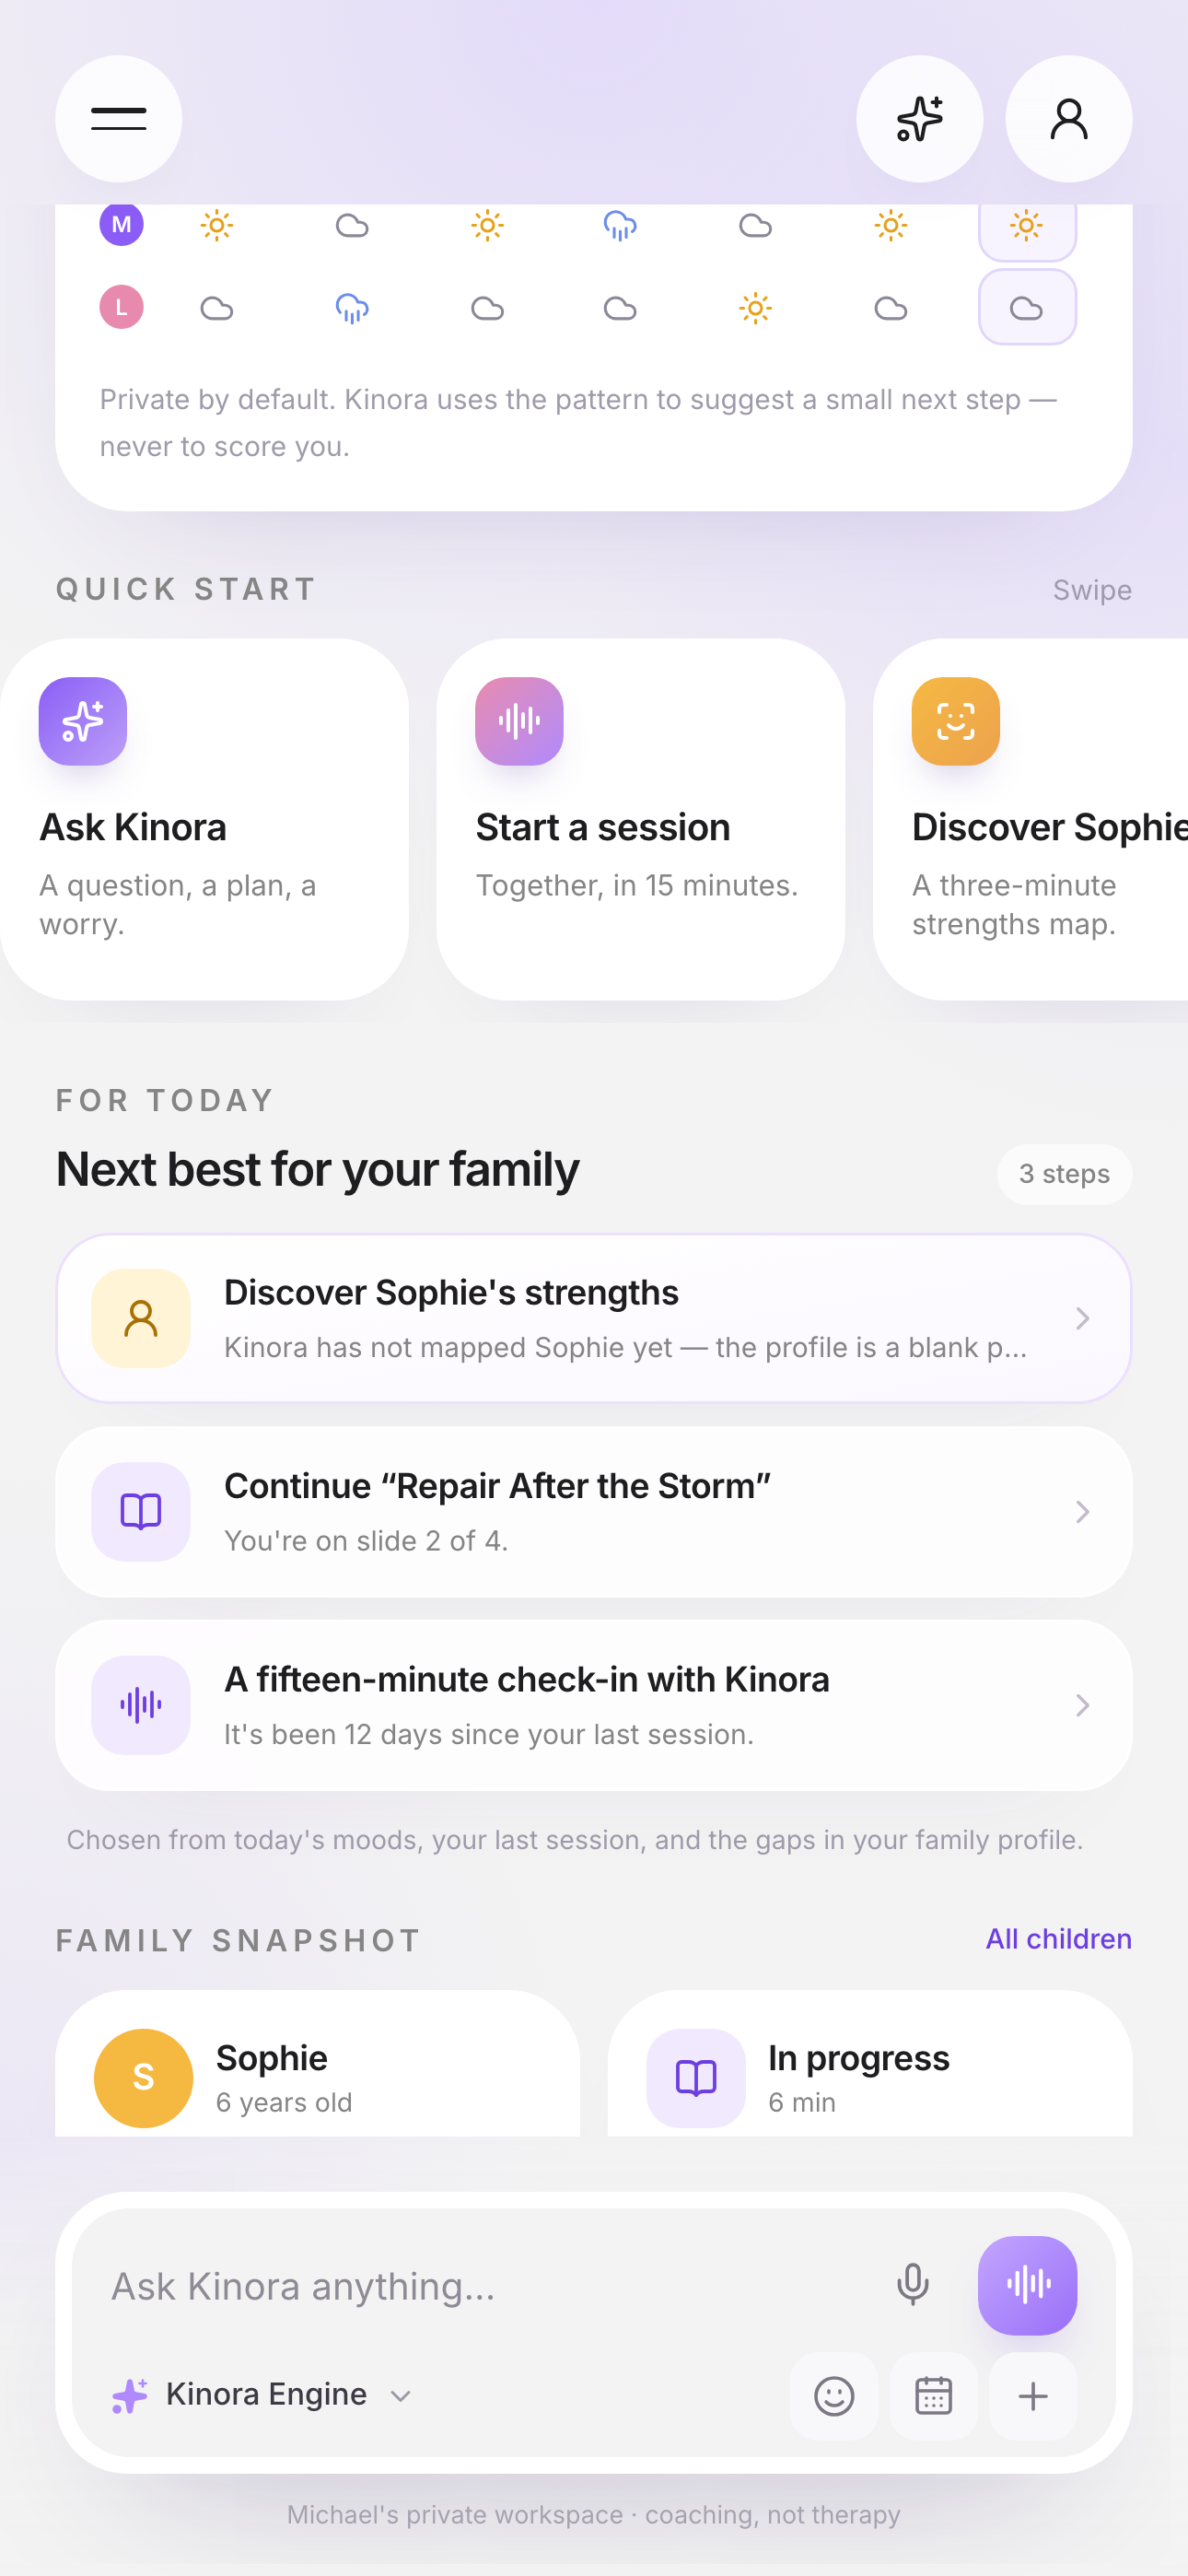 M
L
Private by default. Kinora uses the pattern to suggest a small next step —
never to score you.
QUICK START
Swipe
Ask Kinora
A question, a plan, a
worry.
Start a session
Together, in 15 minutes.
Discover Sophie
A three-minute
strengths map.
FOR TODAY
Next best for your family
3 steps
Discover Sophie's strengths
Kinora has not mapped Sophie yet — the profile is a blank p...
Continue “Repair After the Storm”
You're on slide 2 of 4.
A fifteen-minute check-in with Kinora
It's been 12 days since your last session.
Chosen from today's moods, your last session, and the gaps in your family profile.
FAMILY SNAPSHOT
All children
S
Sophie
6 years old
In progress
6 min
Ask Kinora anything...
Kinora Engine
Michael's private workspace · coaching, not therapy